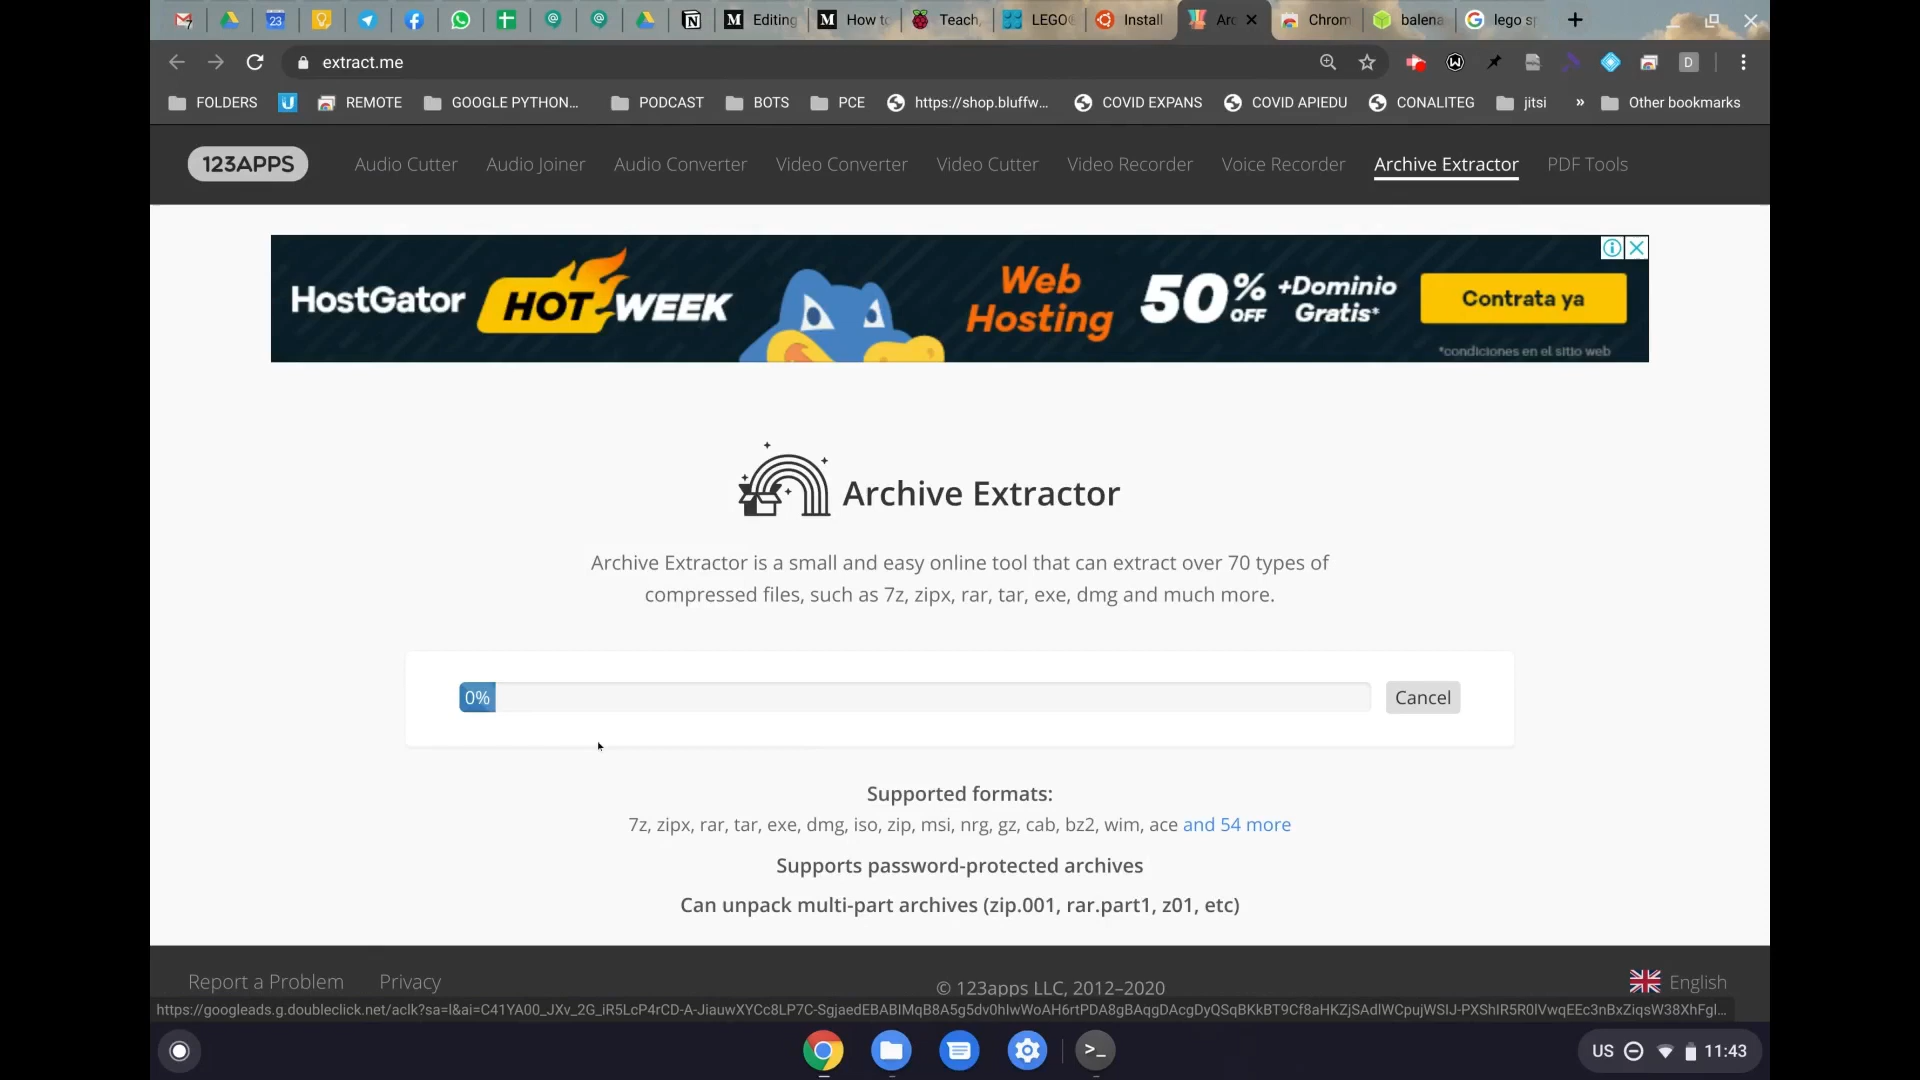 23
Editing
How to
Teach,
LEGO®
Install
Arc
Chrom
balena
lego sp
extract.me
D
FOLDERS
REMOTE
GOOGLE PYTHON...
PODCAST
BOTS
PCE
https://shop.bluffw...
COVID EXPANS
COVID APIEDU
CONALITEG
jitsi
»
Other bookmarks
123APPS
Audio Cutter
Audio Joiner
Audio Converter
Video Converter
Video Cutter
Video Recorder
Voice Recorder
Archive Extractor
PDF Tools
HostGator HOT WEEK
Web
Hosting
50% OFF
+Dominio
Gratis*
Contrata ya
*condiciones en el sitio web
Archive Extractor
Archive Extractor is a small and easy online tool that can extract over 70 types of
compressed files, such as 7z, zipx, rar, tar, exe, dmg and much more.
0%
Cancel
Supported formats:
7z, zipx, rar, tar, exe, dmg, iso, zip, msi, nrg, gz, cab, bz2, wim, ace and 54 more
Supports password-protected archives
Can unpack multi-part archives (zip.001, rar.part1, z01, etc)
Report a Problem
Privacy
© 123apps LLC, 2012–2020
English
US
11:43